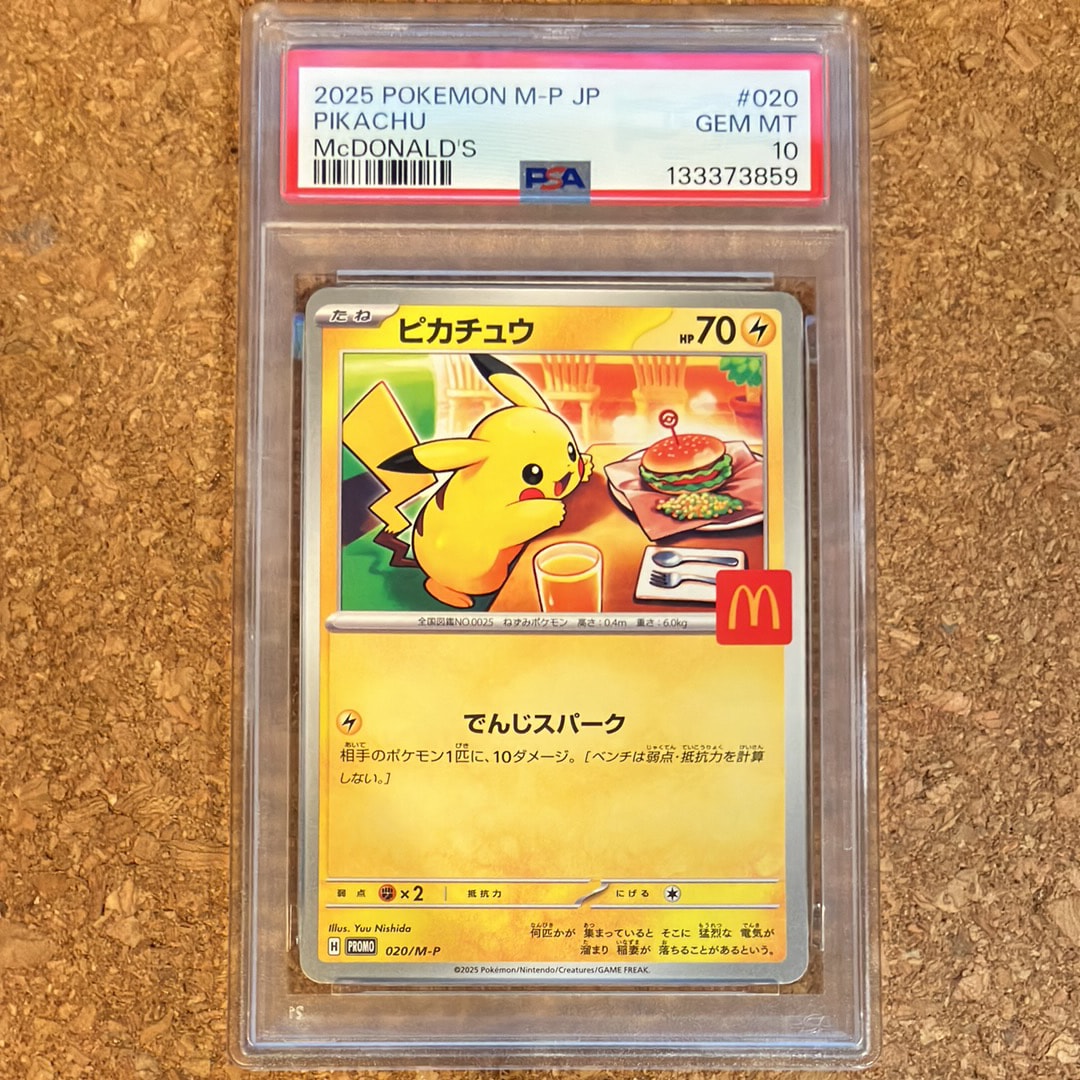 2025 POKEMON M-P JP
#020
PIKACHU
GEM MT
McDONALD'S
10
PSA
133373859
たね
ピカチュウ
HP70
M
全国図鑑NO.0025 ねずみポケモン 高さ:0.4m 重さ:6.0kg
でんじスパーク
相手のポケモン1匹に、10ダメージ。[ベンチは弱点・抵抗力を計算
しない。]
弱点 ×2 抵抗力 にげる
Illus. Yuu Nishida
H PROMO 020/M-P
何匹かが 集まっていると そこに 猛烈な 電気が
溜まり 稲妻が 落ちることがあるという。
©2025 Pokémon/Nintendo/Creatures/GAME FREAK.